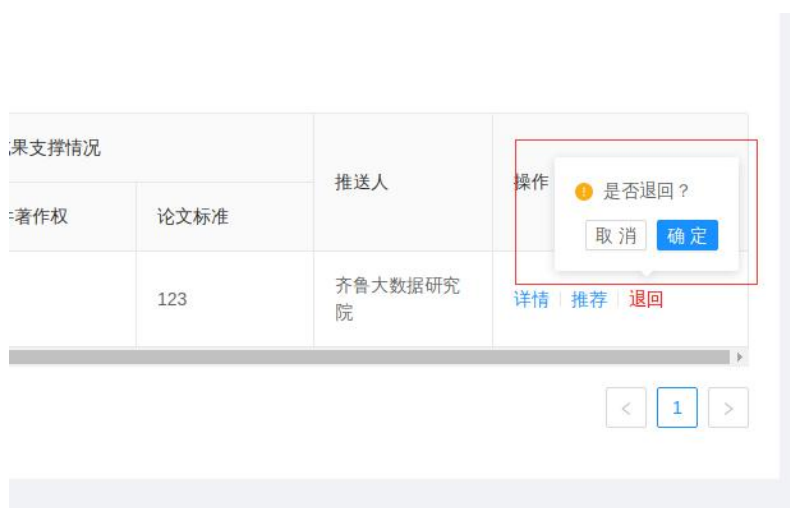 果支撑情况
推送人
操作
是否退回？
取 消
确 定
著作权
论文标准
123
齐鲁大数据研究
院
详情
推荐
退回
1